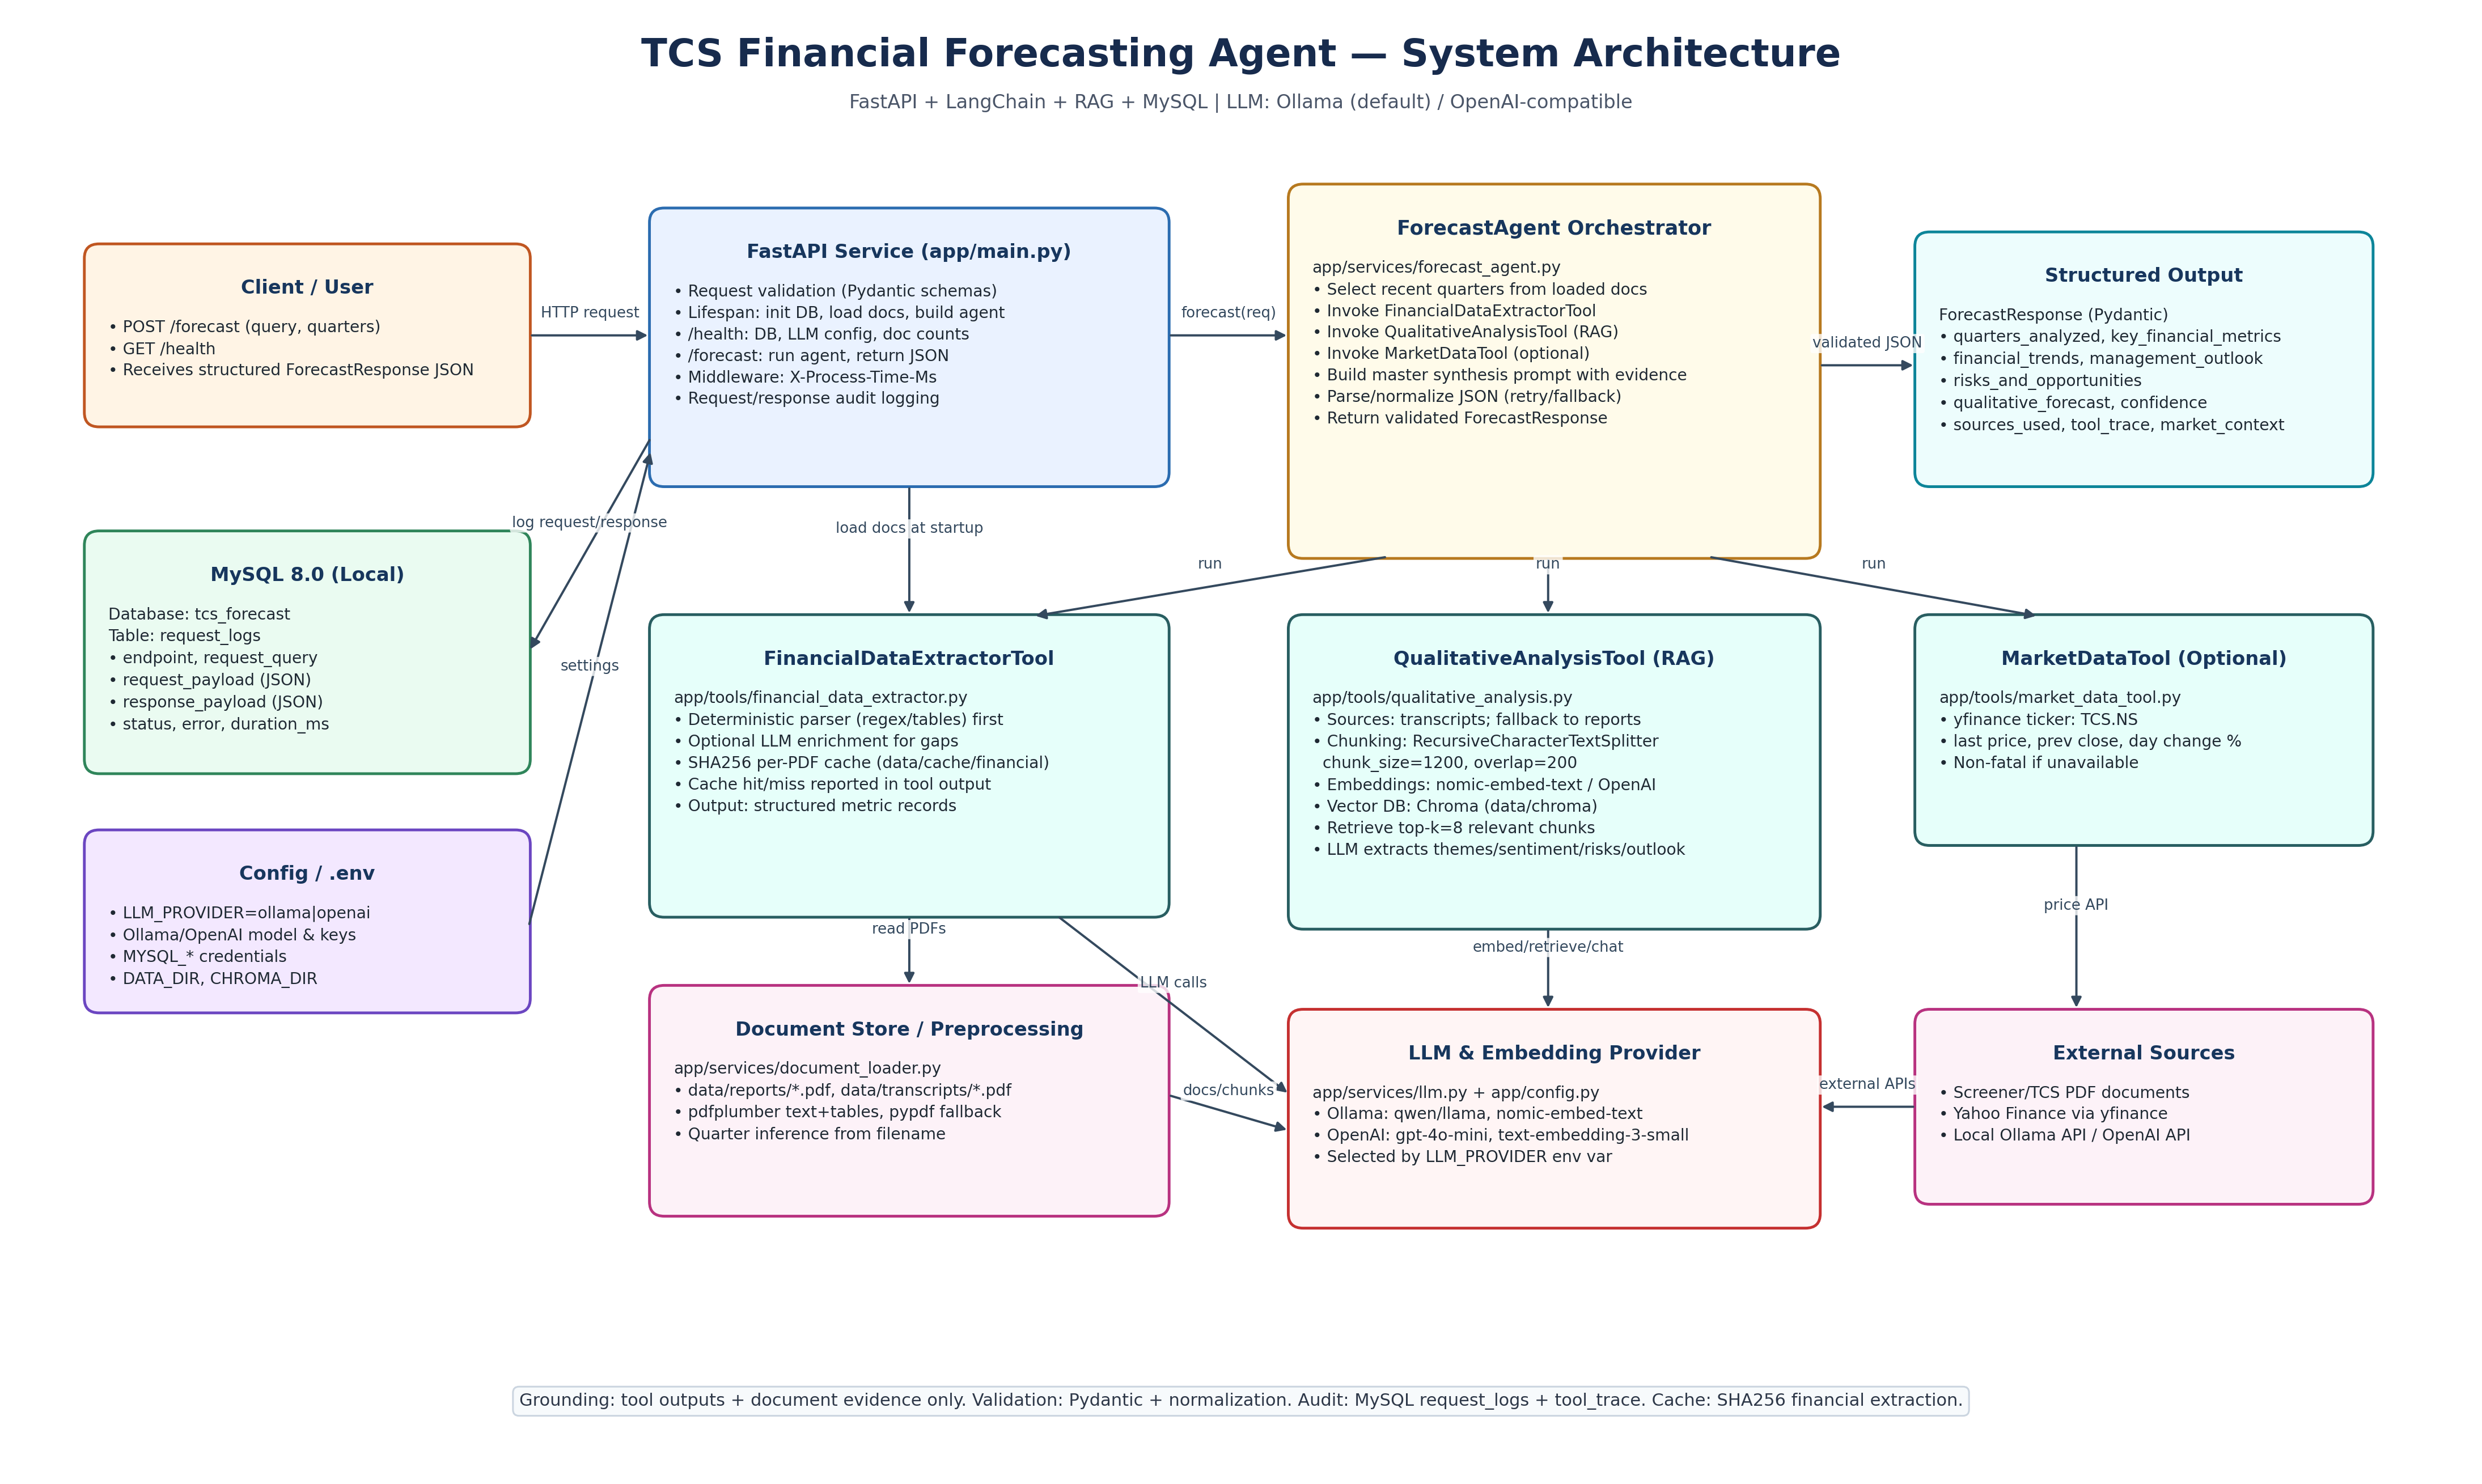 TCS Financial Forecasting Agent — System Architecture
FastAPI + LangChain + RAG + MySQL | LLM: Ollama (default) / OpenAI-compatible
Client / User
• POST /forecast (query, quarters)
• GET /health
• Receives structured ForecastResponse JSON
HTTP request
FastAPI Service (app/main.py)
• Request validation (Pydantic schemas)
• Lifespan: init DB, load docs, build agent
• /health: DB, LLM config, doc counts
• /forecast: run agent, return JSON
• Middleware: X-Process-Time-Ms
• Request/response audit logging
forecast(req)
ForecastAgent Orchestrator
app/services/forecast_agent.py
• Select recent quarters from loaded docs
• Invoke FinancialDataExtractorTool
• Invoke QualitativeAnalysisTool (RAG)
• Invoke MarketDataTool (optional)
• Build master synthesis prompt with evidence
• Parse/normalize JSON (retry/fallback)
• Return validated ForecastResponse
validated JSON
Structured Output
ForecastResponse (Pydantic)
• quarters_analyzed, key_financial_metrics
• financial_trends, management_outlook
• risks_and_opportunities
• qualitative_forecast, confidence
• sources_used, tool_trace, market_context
log request/response
load docs at startup
run
run
run
MySQL 8.0 (Local)
Database: tcs_forecast
Table: request_logs
• endpoint, request_query
• request_payload (JSON)
• response_payload (JSON)
• status, error, duration_ms
settings
FinancialDataExtractorTool
app/tools/financial_data_extractor.py
• Deterministic parser (regex/tables) first
• Optional LLM enrichment for gaps
• SHA256 per-PDF cache (data/cache/financial)
• Cache hit/miss reported in tool output
• Output: structured metric records
QualitativeAnalysisTool (RAG)
app/tools/qualitative_analysis.py
• Sources: transcripts; fallback to reports
• Chunking: RecursiveCharacterTextSplitter
chunk_size=1200, overlap=200
• Embeddings: nomic-embed-text / OpenAI
• Vector DB: Chroma (data/chroma)
• Retrieve top-k=8 relevant chunks
• LLM extracts themes/sentiment/risks/outlook
MarketDataTool (Optional)
app/tools/market_data_tool.py
• yfinance ticker: TCS.NS
• last price, prev close, day change %
• Non-fatal if unavailable
Config / .env
• LLM_PROVIDER=ollama|openai
• Ollama/OpenAI model & keys
• MYSQL_* credentials
• DATA_DIR, CHROMA_DIR
read PDFs
LLM calls
embed/retrieve/chat
price API
Document Store / Preprocessing
app/services/document_loader.py
• data/reports/*.pdf, data/transcripts/*.pdf
• pdfplumber text+tables, pypdf fallback
• Quarter inference from filename
docs/chunks
LLM & Embedding Provider
app/services/llm.py + app/config.py
• Ollama: qwen/llama, nomic-embed-text
• OpenAI: gpt-4o-mini, text-embedding-3-small
• Selected by LLM_PROVIDER env var
external APIs
External Sources
• Screener/TCS PDF documents
• Yahoo Finance via yfinance
• Local Ollama API / OpenAI API
Grounding: tool outputs + document evidence only. Validation: Pydantic + normalization. Audit: MySQL request_logs + tool_trace. Cache: SHA256 financial extraction.